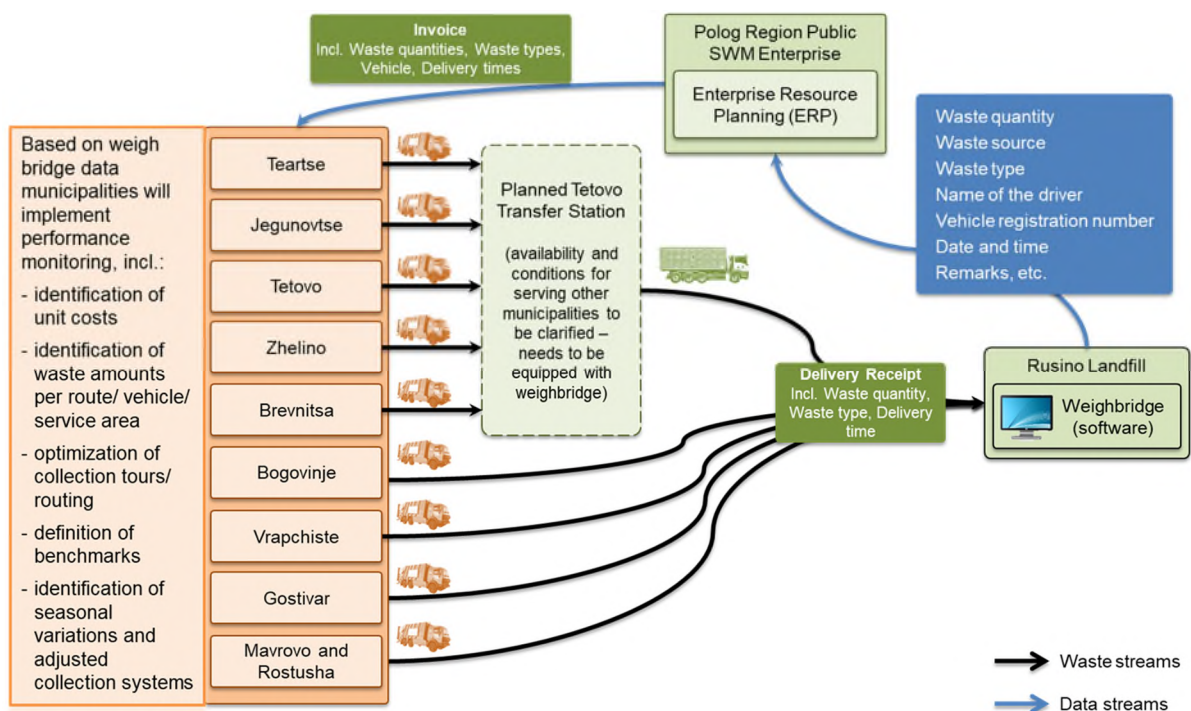 Invoice
Incl. Waste quantities, Waste types,
Vehicle, Delivery times
Polog Region Public
SWM Enterprise
Enterprise Resource
Planning (ERP)
Waste quantity
Waste source
Waste type
Name of the driver
Vehicle registration number
Date and time
Remarks, etc.
Based on weigh
bridge data
municipalities will
implement
performance
monitoring, incl.:
- identification of
unit costs
- identification of
waste amounts
per route/ vehicle/
service area
- optimization of
collection tours/
routing
- definition of
benchmarks
- identification of
seasonal
variations and
adjusted
collection systems
Teartse
Jegunovtse
Tetovo
Zhelino
Brevnitsa
Bogovinje
Vrapchiste
Gostivar
Mavrovo and
Rostusha
Planned Tetovo
Transfer Station
(availability and
conditions for
serving other
municipalities to
be clarified –
needs to be
equipped with
weighbridge)
Delivery Receipt
Incl. Waste quantity,
Waste type, Delivery
time
Rusino Landfill
Weighbridge
(software)
Waste streams
Data streams